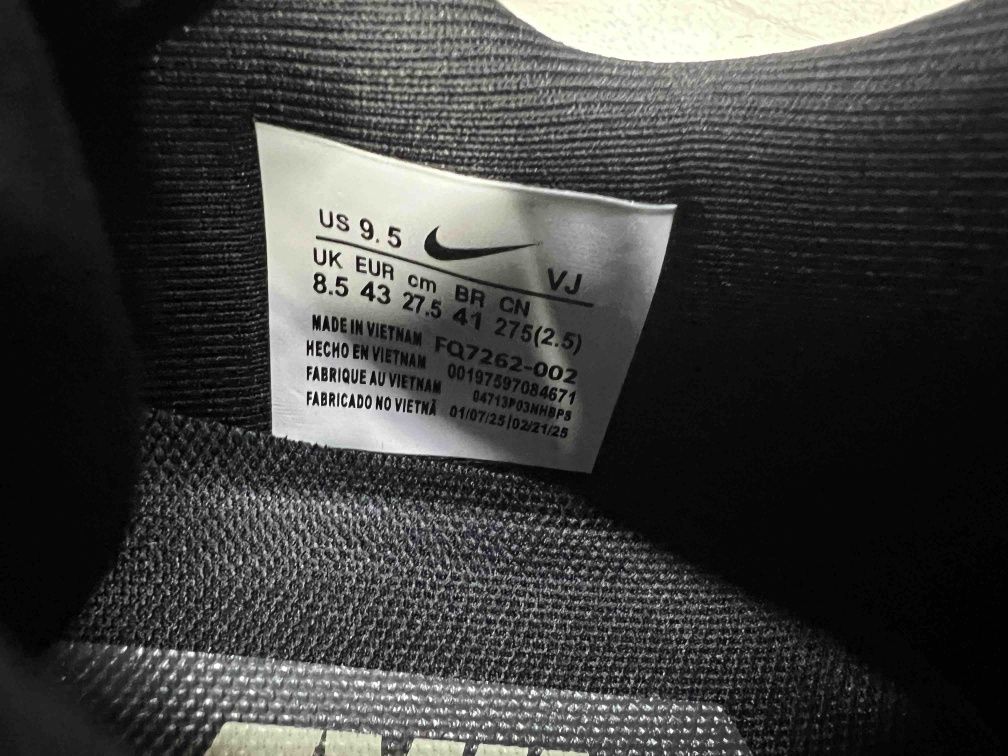 US 9.5
VJ
UK EUR cm BR CN
8.5 43 27.5 41 275(2.5)
MADE IN VIETNAM FQ7262-002
HECHO EN VIETNAM 00197597084671
FABRIQUE AU VIETNAM 04713P03NHBPS
FABRICADO NO VIETNÃ 01/07/25|02/21/25